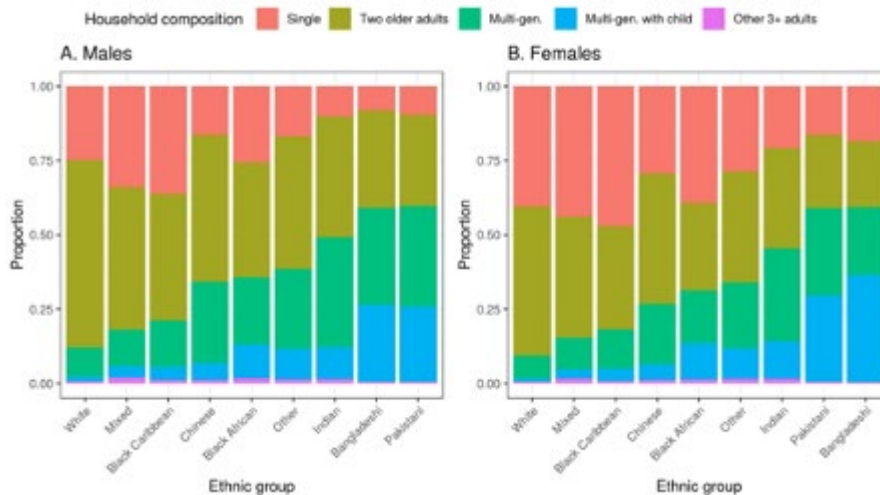 Household composition Single Two older adults Multi-gen. Multi-gen. with child Other 3+ adults
A. Males
1.00
0.75
0.50
0.25
0.00
Proportion
White
Mixed
Black Caribbean
Chinese
Black African
Other
Indian
Bangladeshi
Pakistani
Ethnic group
B. Females
1.00
0.75
0.50
0.25
0.00
Proportion
White
Mixed
Black Caribbean
Chinese
Black African
Other
Indian
Pakistani
Bangladeshi
Ethnic group